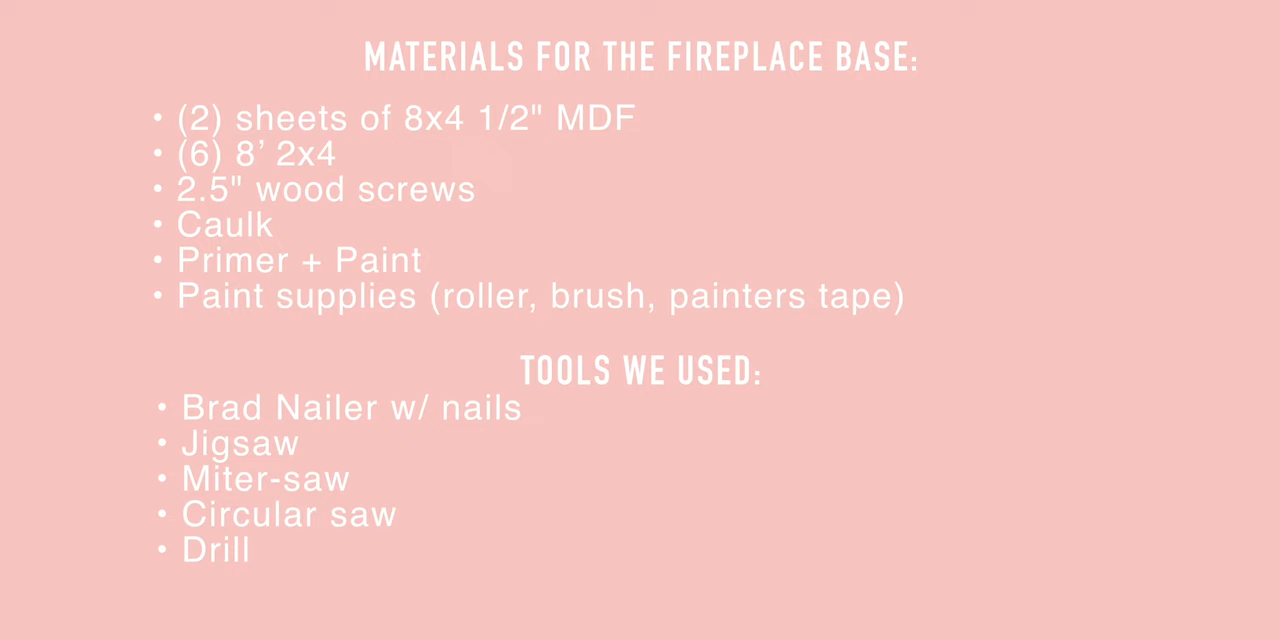 MATERIALS FOR THE FIREPLACE BASE:
• (2) sheets of 8x4 1/2" MDF
• (6) 8’ 2x4
• 2.5" wood screws
• Caulk
• Primer + Paint
• Paint supplies (roller, brush, painters tape)
TOOLS WE USED:
• Brad Nailer w/ nails
• Jigsaw
• Miter-saw
• Circular saw
• Drill